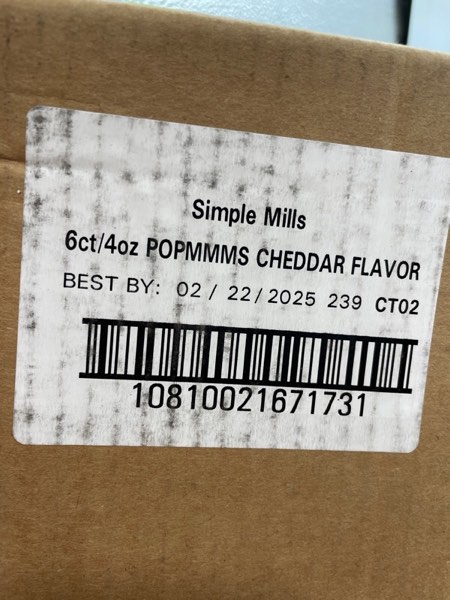 Simple Mills
6ct/4oz POPMMMS CHEDDAR FLAVOR
BEST BY: 02 / 22 / 2025 239 CT02
10810021671731